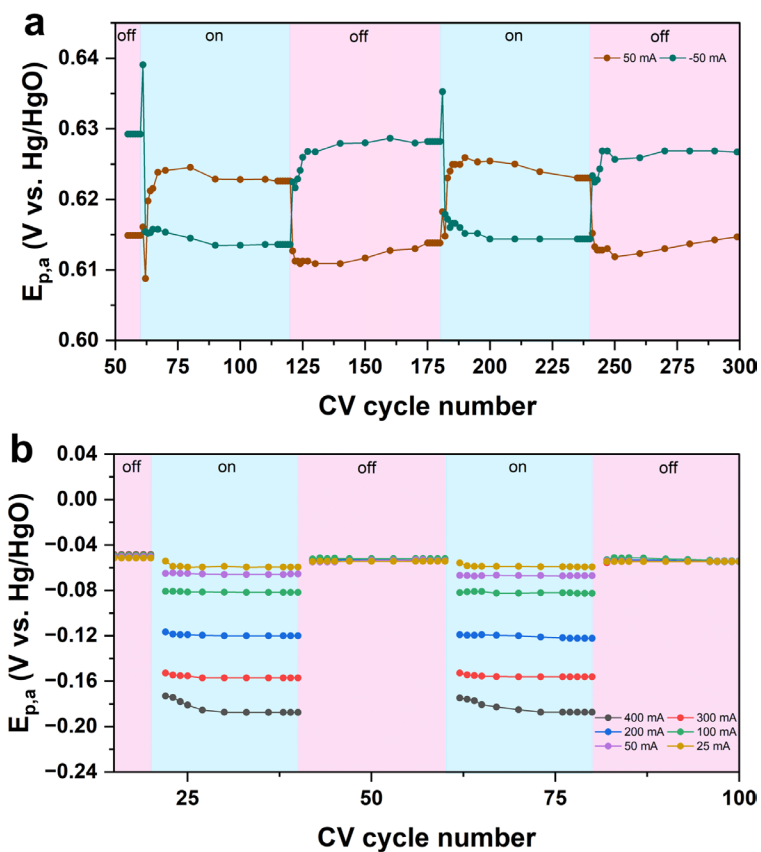 a
off on off on off
50 mA -50 mA
0.64
0.63
0.62
0.61
0.60
E_p,a (V vs. Hg/HgO)
50 75 100 125 150 175 200 225 250 275 300
CV cycle number
b
off on off on off
0.04
0.00
−0.04
−0.08
−0.12
−0.16
−0.20
−0.24
E_p,a (V vs. Hg/HgO)
400 mA 300 mA
200 mA 100 mA
50 mA 25 mA
25 50 75 100
CV cycle number